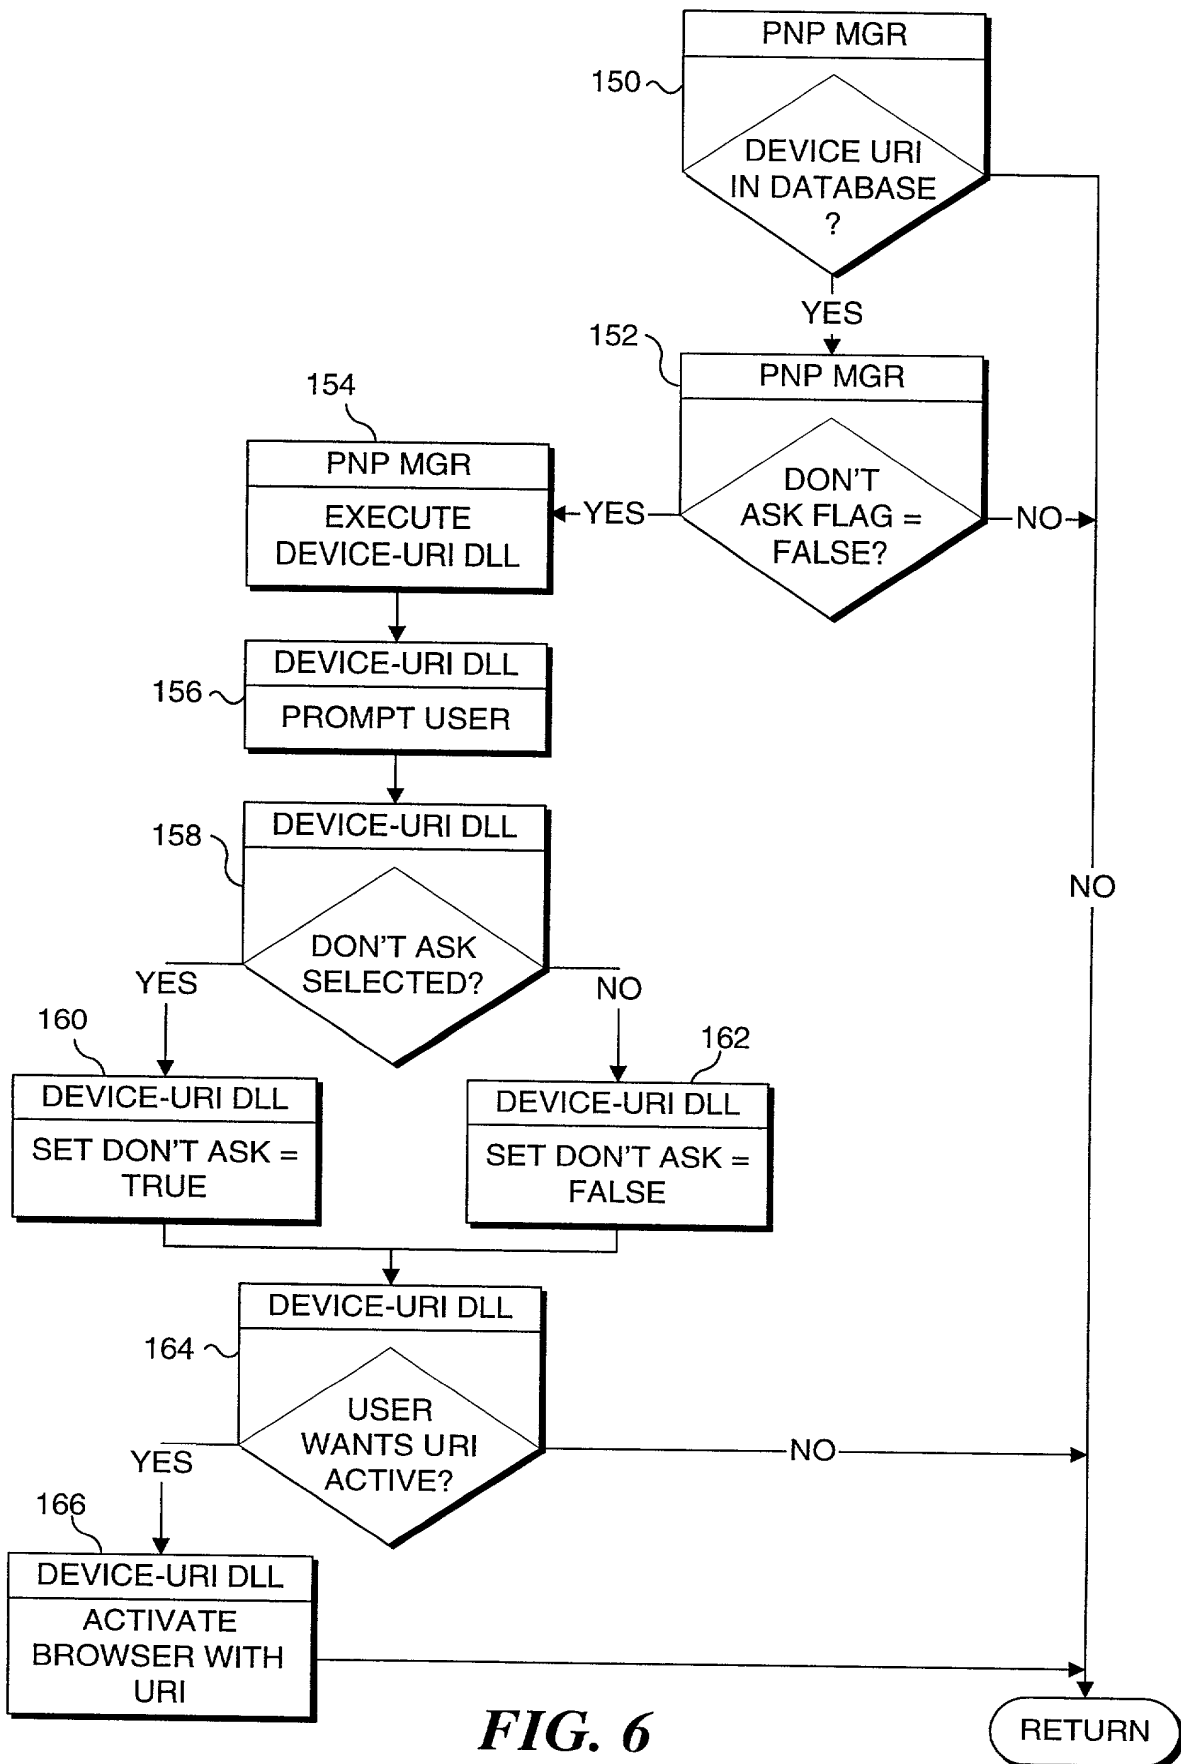 PNP MGR
150
DEVICE URI
IN DATABASE
?
YES
152
PNP MGR
DON'T
ASK FLAG =
FALSE?
YES
NO
154
PNP MGR
EXECUTE
DEVICE-URI DLL
156
DEVICE-URI DLL
PROMPT USER
158
DEVICE-URI DLL
DON'T ASK
SELECTED?
YES
NO
NO
160
DEVICE-URI DLL
SET DON'T ASK =
TRUE
162
DEVICE-URI DLL
SET DON'T ASK =
FALSE
164
DEVICE-URI DLL
USER
WANTS URI
ACTIVE?
YES
NO
166
DEVICE-URI DLL
ACTIVATE
BROWSER WITH
URI
RETURN
FIG. 6